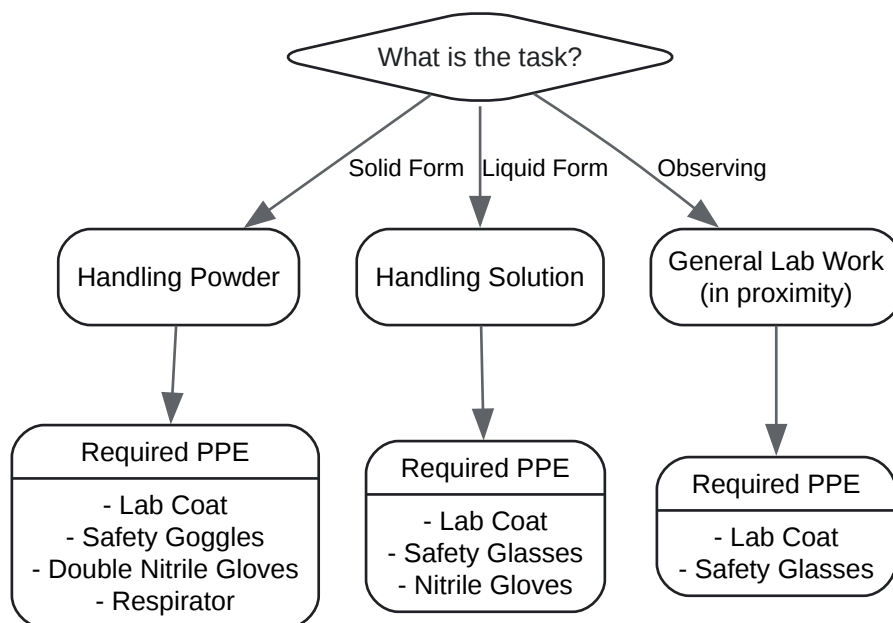 What is the task?
Solid Form
Liquid Form
Observing
Handling Powder
Handling Solution
General Lab Work
(in proximity)
Required PPE
- Lab Coat
- Safety Goggles
- Double Nitrile Gloves
- Respirator
Required PPE
- Lab Coat
- Safety Glasses
- Nitrile Gloves
Required PPE
- Lab Coat
- Safety Glasses